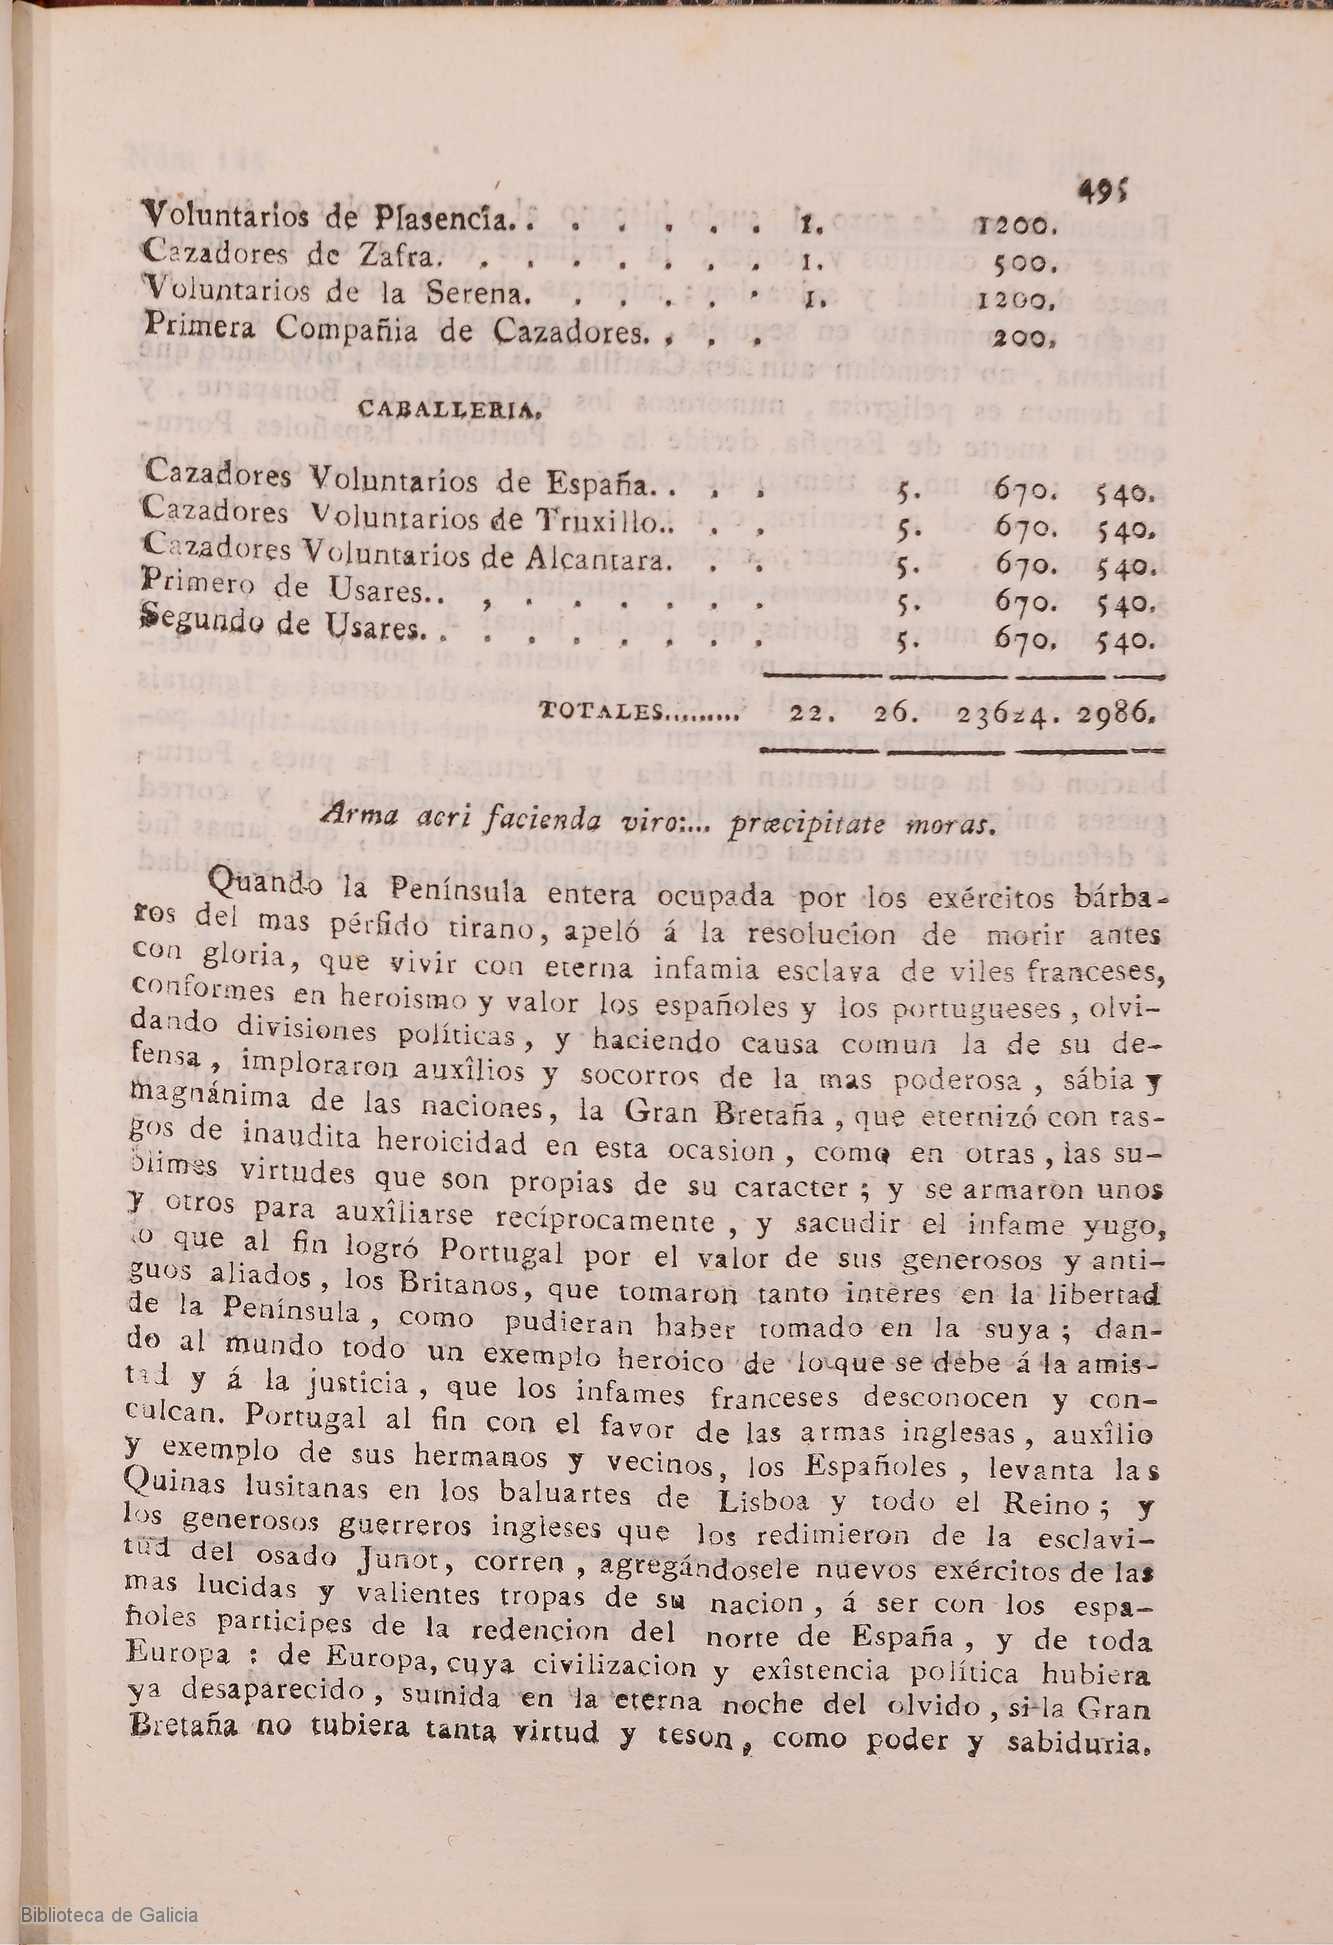 495
Voluntarios de Plasencia. . . . . . . 1. 1200.
Cazadores de Zafra. . . . . . . . 1. 500.
Voluntarios de la Serena. . . . . . 1. 1200.
Primera Compañia de Cazadores. . . . 200.
CABALLERIA.
Cazadores Voluntarios de España. . . . 5. 670. 540.
Cazadores Voluntarios de Truxillo. . . . 5. 670. 540.
Cazadores Voluntarios de Alcantara. . . 5. 670. 540.
Primero de Usares. . , . . . . . . 5. 670. 540.
Segundo de Usares. . . . . . . . . 5. 670. 540.
TOTALES......... 22. 26. 23624. 2986.
Arma acri facienda viro:... præcipitate moras.
Quando la Península entera ocupada por los exércitos bárba-
ros del mas pérfido tirano, apeló á la resolucion de morir antes
con gloria, que vivir con eterna infamia esclava de viles franceses,
conformes en heroismo y valor los españoles y los portugueses, olvi-
dando divisiones políticas, y haciendo causa comun la de su de-
fensa, imploraron auxîlios y socorros de la mas poderosa, sábia y
magnánima de las naciones, la Gran Bretaña, que eternizó con ras-
gos de inaudita heroicidad en esta ocasion, como en otras, las su-
blimes virtudes que son propias de su caracter; y se armaron unos
y otros para auxîliarse recíprocamente, y sacudir el infame yugo,
lo que al fin logró Portugal por el valor de sus generosos y anti-
guos aliados, los Britanos, que tomaron tanto interes en la libertad
de la Península, como pudieran haber tomado en la suya; dan-
do al mundo todo un exemplo heroico de lo que se debe á la amis-
tad y á la justicia, que los infames franceses desconocen y con-
culcan. Portugal al fin con el favor de las armas inglesas, auxîlio
y exemplo de sus hermanos y vecinos, los Españoles, levanta las
Quinas lusitanas en los baluartes de Lisboa y todo el Reino; y
los generosos guerreros ingleses que los redimieron de la esclavi-
tud del osado Junot, corren, agregándosele nuevos exércitos de las
mas lucidas y valientes tropas de su nacion, á ser con los espa-
ñoles participes de la redencion del norte de España, y de toda
Europa: de Europa, cuya civilizacion y exîstencia política hubiera
ya desaparecido, sumida en la eterna noche del olvido, si la Gran
Bretaña no tubiera tanta virtud y teson, como poder y sabiduria.
Biblioteca de Galicia